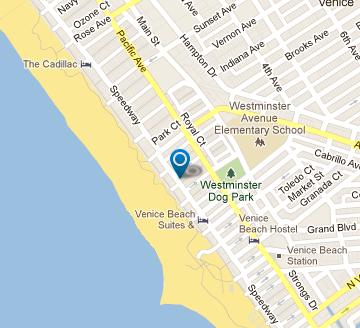 Navy
Ozone Ct
Rose Ave
Main St
Pacific Ave
Sunset Ave
Venice
Vernon Ave
Hampton Dr
Indiana Ave
Brooks Ave
4th Ave
6th Ave
The Cadillac
Speedway
Westminster
Avenue
Elementary School
Park Ct
Royal Ct
Cabrillo Ave
Westminster
Dog Park
Toledo Ct
Market St
Granada Ct
Venice Beach
Suites &
Venice
Beach Hostel
Grand Blvd
Venice Beach
Station
Strongs Dr
Speedway
N V
A